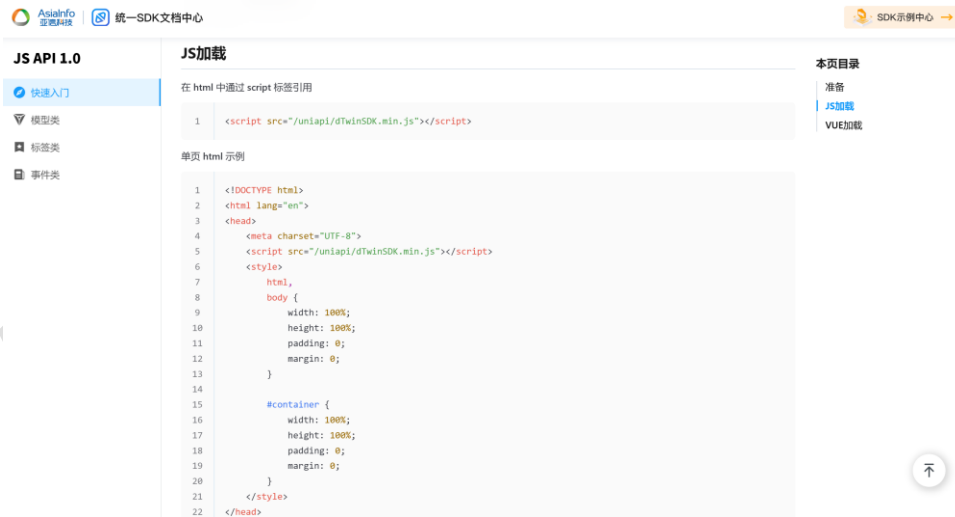 AsiaInfo
亚信科技
统一SDK文档中心
SDK示例中心 →
JS API 1.0
快速入门
模型类
标签类
事件类
JS加载
在 html 中通过 script 标签引用
1 <script src="/uniapi/dTwinSDK.min.js"></script>
单页 html 示例
1 <!DOCTYPE html>
2 <html lang="en">
3 <head>
4 <meta charset="UTF-8">
5 <script src="/uniapi/dTwinSDK.min.js"></script>
6 <style>
7 html,
8 body {
9 width: 100%;
10 height: 100%;
11 padding: 0;
12 margin: 0;
13 }
14
15 #container {
16 width: 100%;
17 height: 100%;
18 padding: 0;
19 margin: 0;
20 }
21 </style>
22 </head>
本页目录
准备
JS加载
VUE加载